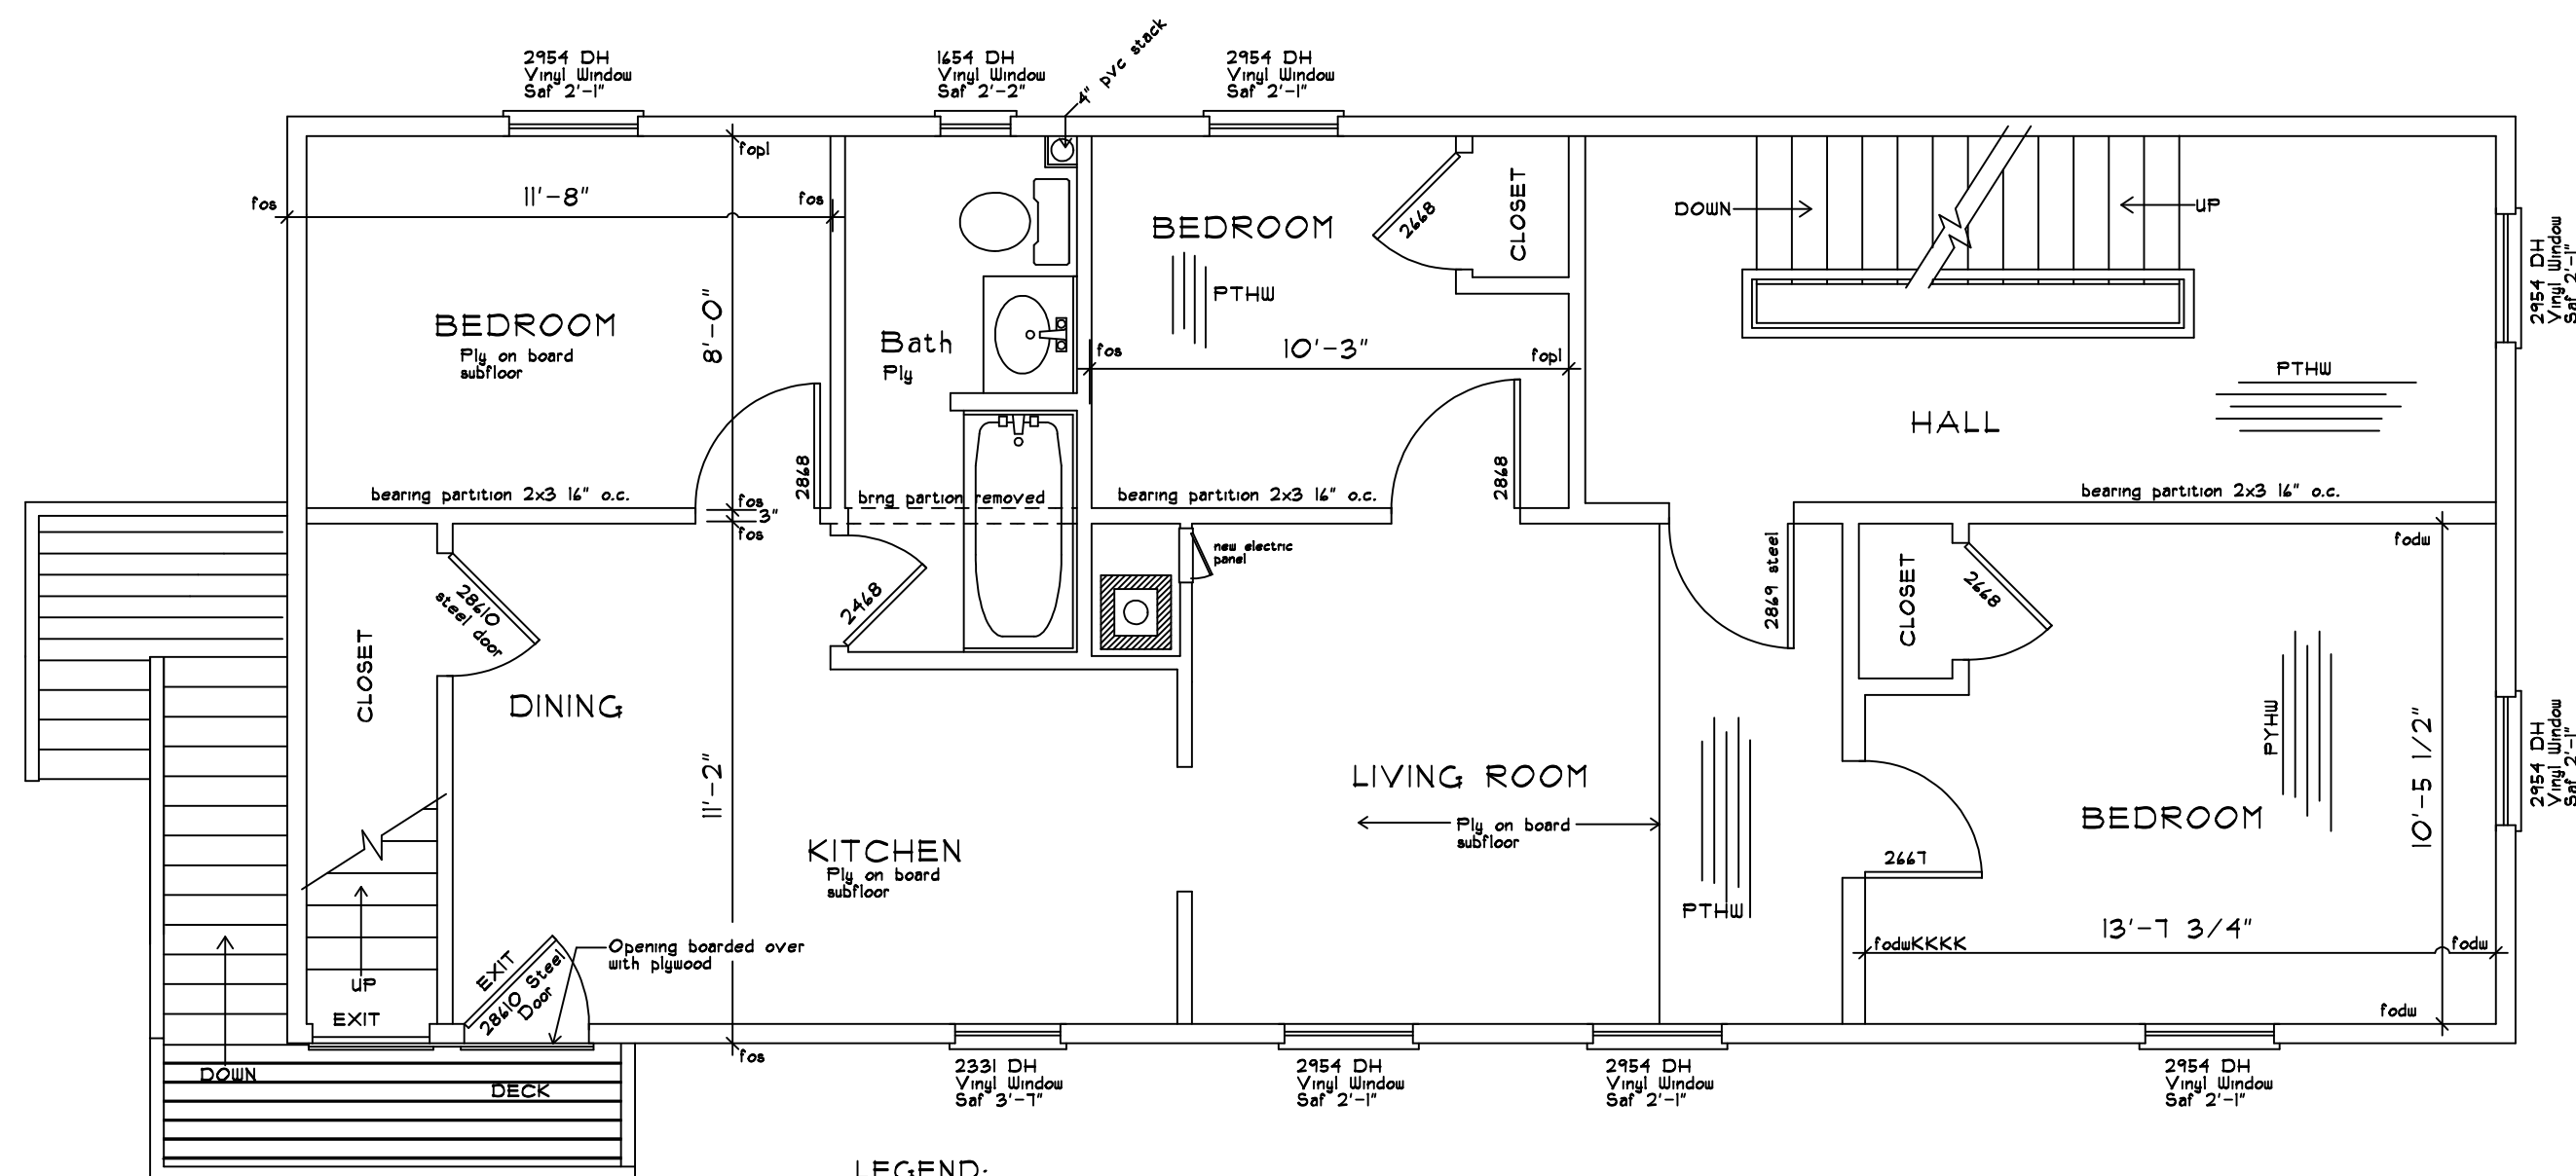 2954 DH
Vinyl Window
Saf 2'-1"
1654 DH
Vinyl Window
Saf 2'-2"
4" pvc stack
2954 DH
Vinyl Window
Saf 2'-1"
fopl
fos
11'-8"
fos
BEDROOM
Ply on board
subfloor
8'-0"
2868
bearing partition 2x3 16" o.c.
fos
3"
fos
Bath
Ply
brng partion removed
BEDROOM
PTHW
2668
CLOSET
fos
10'-3"
fopl
2868
bearing partition 2x3 16" o.c.
DOWN
UP
HALL
PTHW
bearing partition 2x3 16" o.c.
2954 DH
Vinyl Window
Saf 2'-1"
28610
steel door
CLOSET
DINING
2468
new electric
panel
11'-2"
KITCHEN
Ply on board
subfloor
LIVING ROOM
Ply on board
subfloor
PTHW
2869 steel
CLOSET
2668
fodw
PYHW
10'-5 1/2"
BEDROOM
2667
13'-7 3/4"
fodwKKKK
fodw
fodw
2954 DH
Vinyl Window
Saf 2'-1"
UP
EXIT
EXIT
28610 Steel
Door
Opening boarded over
with plywood
DOWN
DECK
fos
2331 DH
Vinyl Window
Saf 3'-7"
2954 DH
Vinyl Window
Saf 2'-1"
2954 DH
Vinyl Window
Saf 2'-1"
2954 DH
Vinyl Window
Saf 2'-1"
LEGEND: